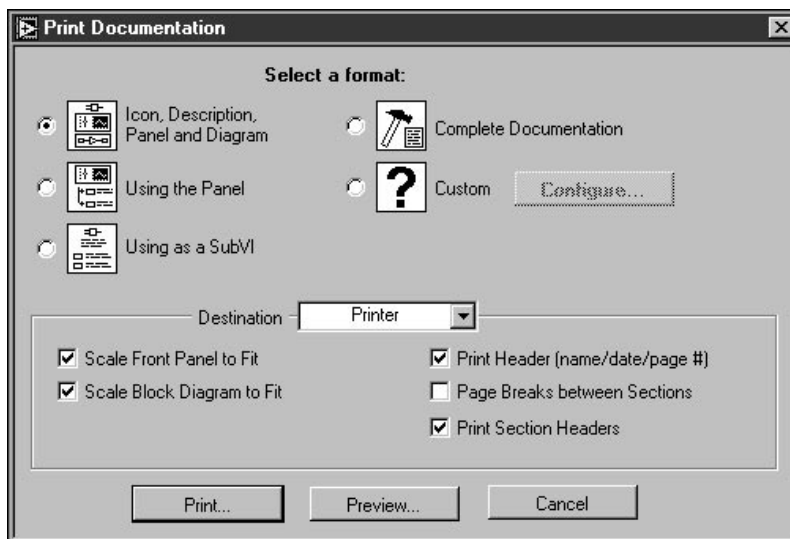 Print Documentation
Select a format:
Icon, Description,
Panel and Diagram
Complete Documentation
Using the Panel
Custom
Configure...
Using as a SubVI
Destination
Printer
Scale Front Panel to Fit
Print Header (name/date/page #)
Scale Block Diagram to Fit
Page Breaks between Sections
Print Section Headers
Print...
Preview...
Cancel